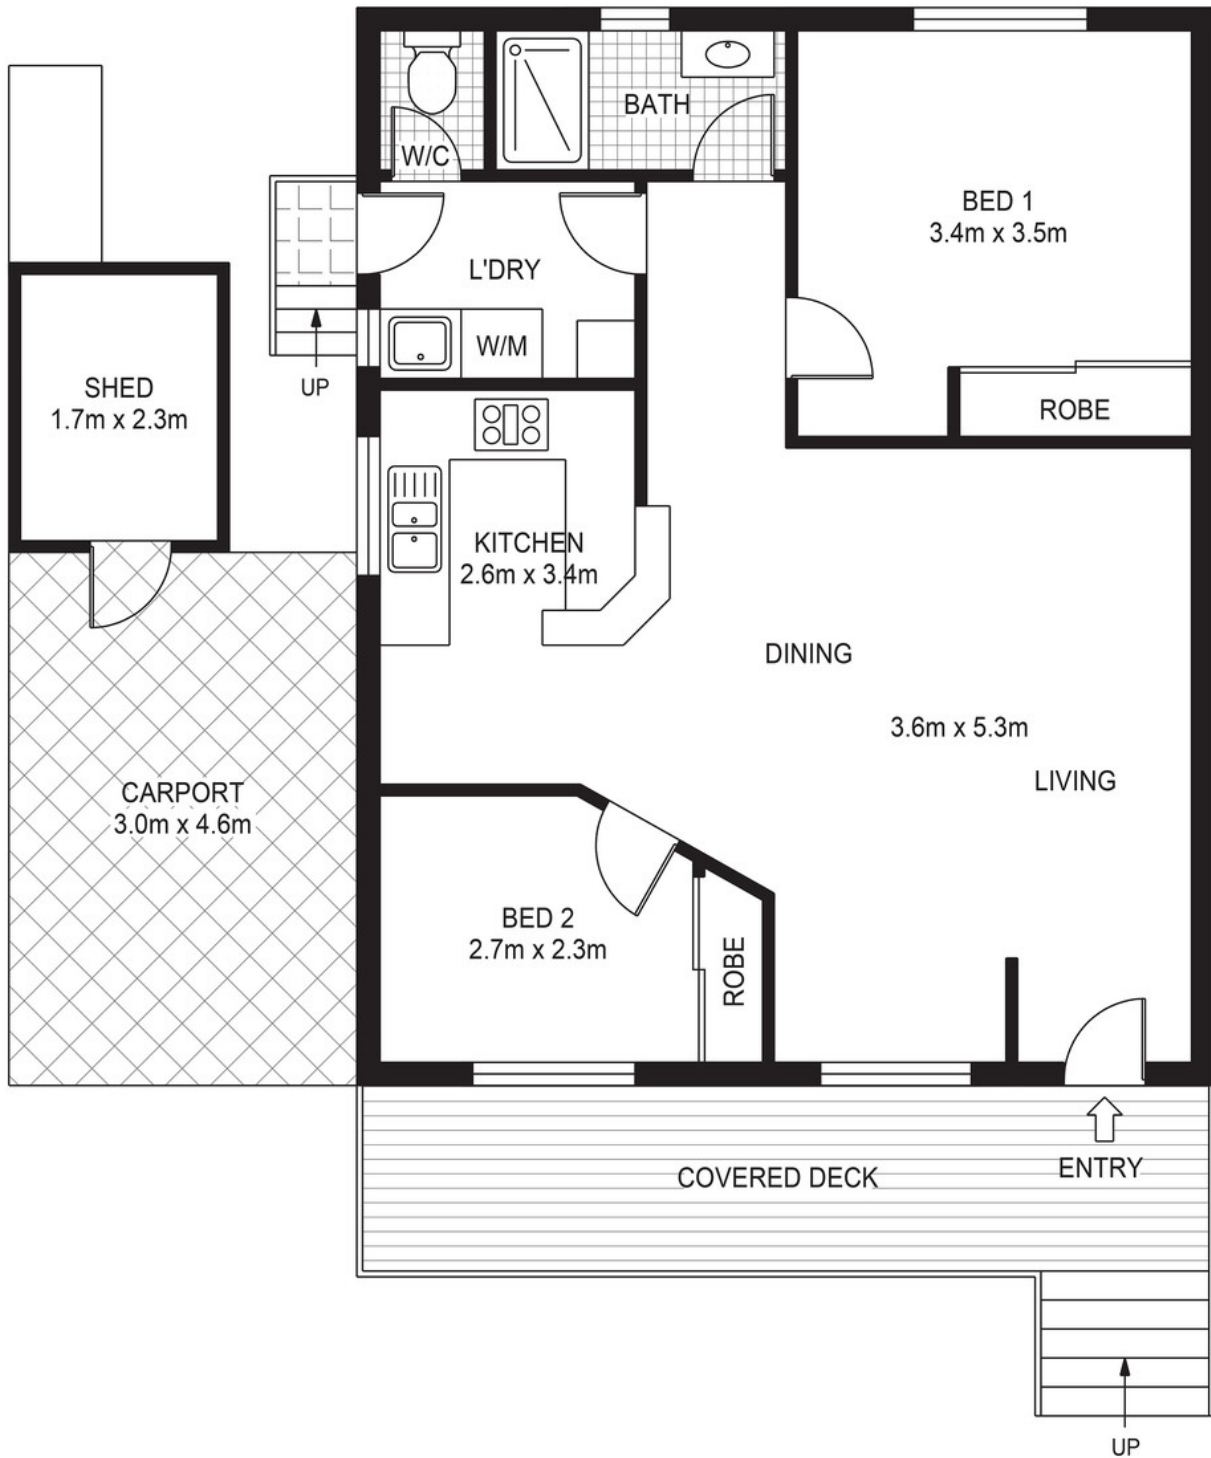 BATH
W/C
BED 1
3.4m x 3.5m
L'DRY
W/M
UP
SHED
1.7m x 2.3m
ROBE
KITCHEN
2.6m x 3.4m
DINING
3.6m x 5.3m
LIVING
CARPORT
3.0m x 4.6m
BED 2
2.7m x 2.3m
ROBE
COVERED DECK
ENTRY
UP